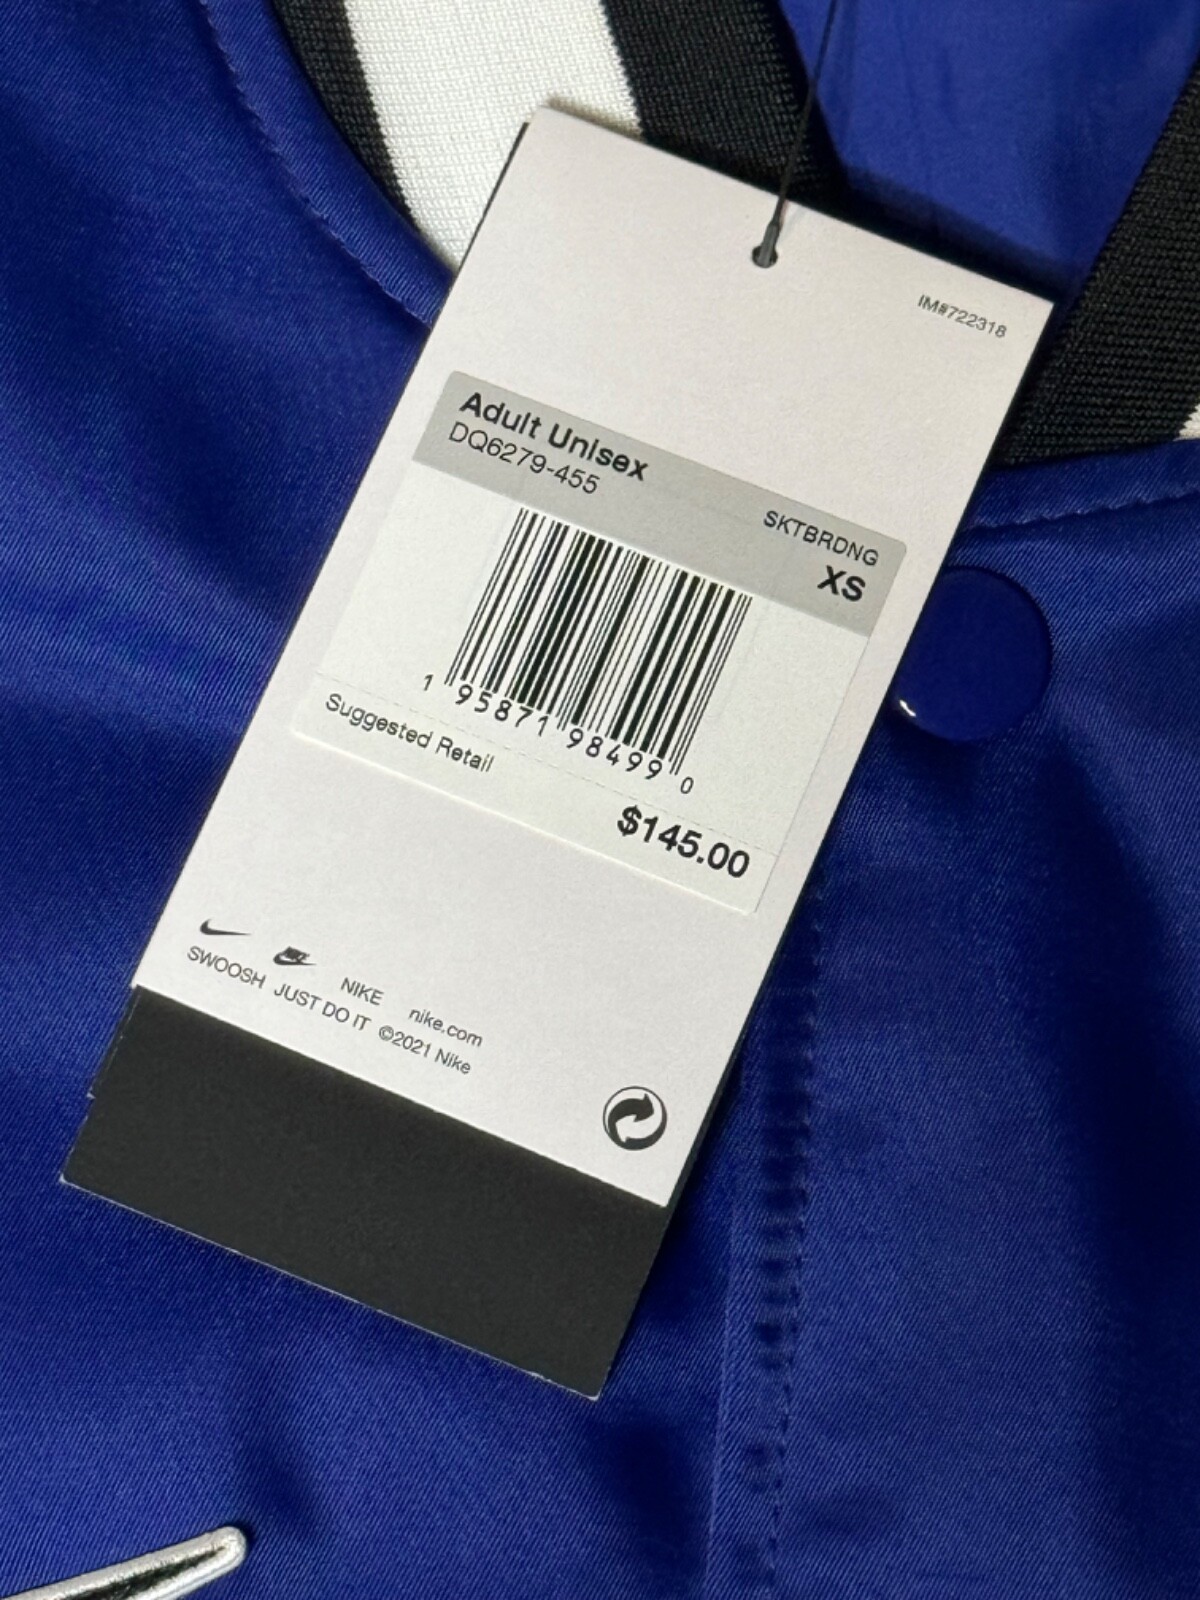 IM#722318
Adult Unisex
DQ6279-455
SKTBRDNG
XS
1 95871 98499 0
Suggested Retail
$145.00
NIKE nike.com
SWOOSH JUST DO IT ©2021 Nike